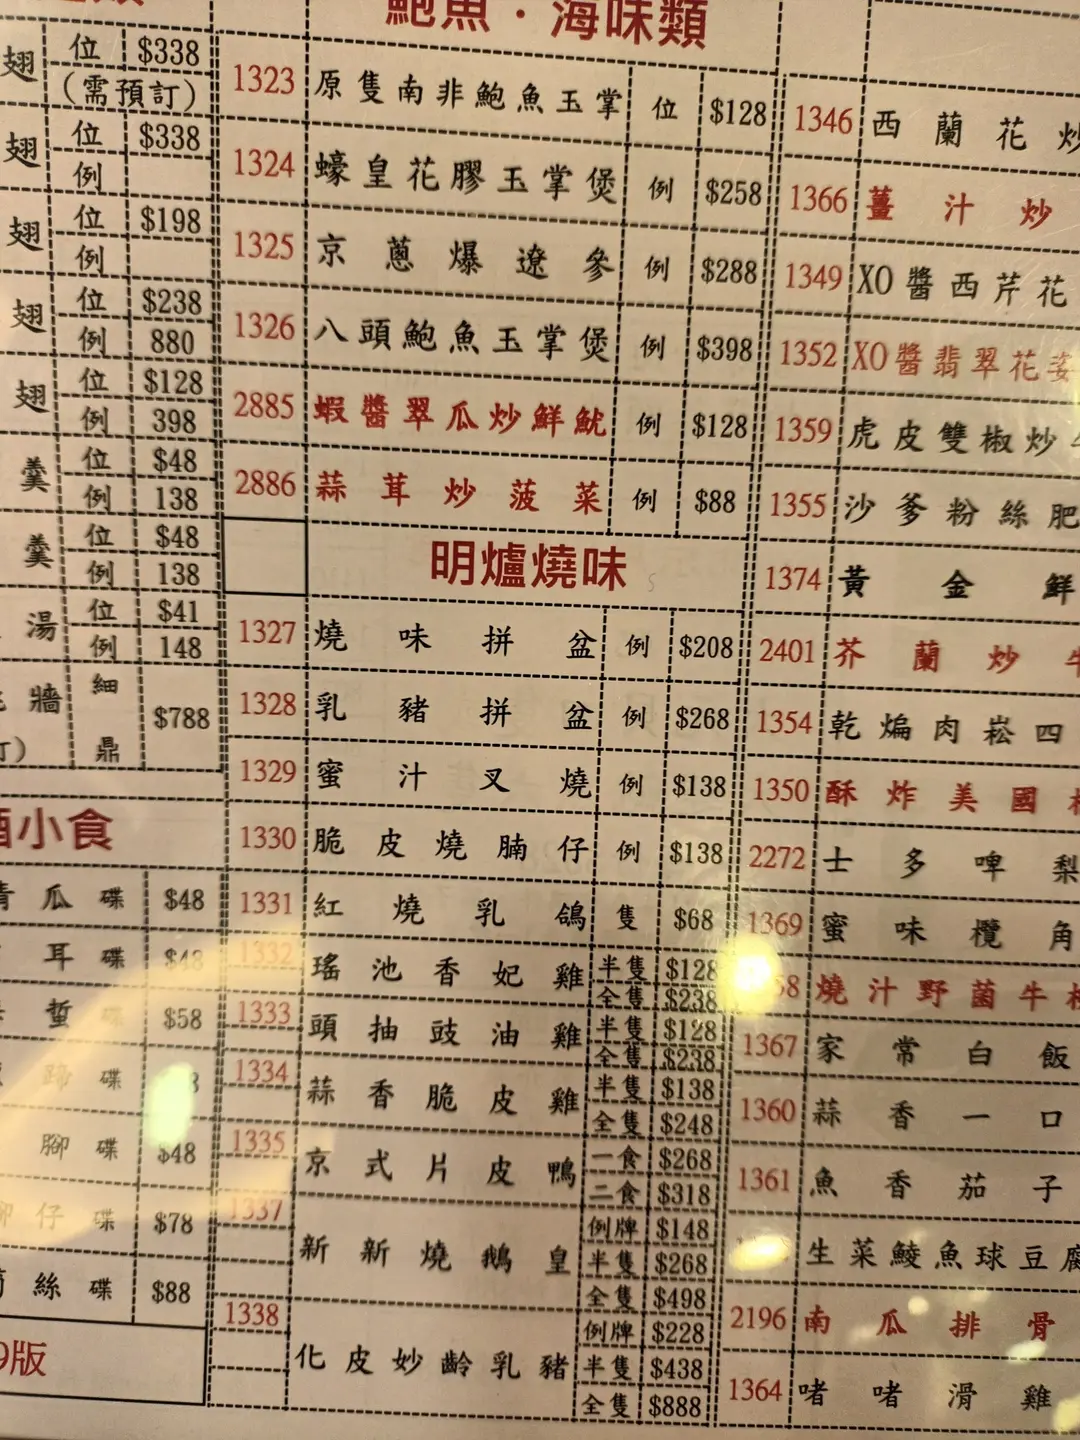 翅 位 $338
(需預訂)
翅 位 $338
例
翅 位 $198
例
翅 位 $238
例 880
翅 位 $128
例 398
羹 位 $48
例 138
羹 位 $48
例 138
湯 位 $41
例 148
牆 細 $788
鼎
小食
瓜 碟 $48
耳 碟
蜇 碟 $58
蹄 碟
腳 碟 $48
仔 碟 $78
絲 碟 $88
9版
鮑魚·海味類
1323 原隻南非鮑魚玉掌 位 $128
1324 蠔皇花膠玉掌煲 例 $258
1325 京蔥爆遼參 例 $288
1326 八頭鮑魚玉掌煲 例 $398
2885 蝦醬翠瓜炒鮮魷 例 $128
2886 蒜茸炒菠菜 例 $88
明爐燒味
1327 燒味拼盆 例 $208
1328 乳豬拼盆 例 $268
1329 蜜汁叉燒 例 $138
1330 脆皮燒腩仔 例 $138
1331 紅燒乳鴿 隻 $68
1332 瑤池香妃雞 半隻 $128
全隻 $238
1333 頭抽豉油雞 半隻 $128
全隻 $238
1334 蒜香脆皮雞 半隻 $138
全隻 $248
1335 京式片皮鴨 一食 $268
二食 $318
1337 新新燒鵝皇 例牌 $148
半隻 $268
全隻 $498
1338 化皮妙齡乳豬 例牌 $228
半隻 $438
全隻 $888
1346 西蘭花炒
1366 薑汁炒
1349 XO醬西芹花
1352 XO醬翡翠花姿
1359 虎皮雙椒炒
1355 沙爹粉絲肥
1374 黃金鮮
2401 芥蘭炒牛
1354 乾煸肉崧四
1350 酥炸美國
2272 士多啤梨
1369 蜜味欖角
燒汁野菌牛
1367 家常白飯
1360 蒜香一口
1361 魚香茄子
生菜鯪魚球豆腐
2196 南瓜排骨
1364 啫啫滑雞